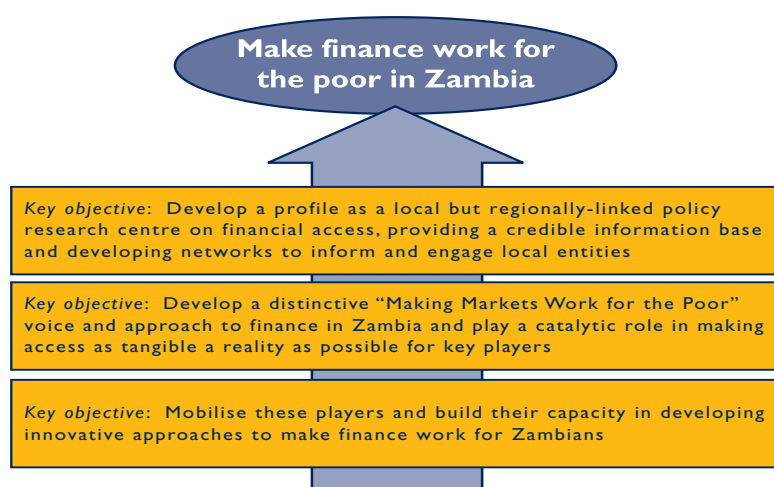 Make finance work for
the poor in Zambia
Key objective: Develop a profile as a local but regionally-linked policy
research centre on financial access, providing a credible information base
and developing networks to inform and engage local entities
Key objective: Develop a distinctive “Making Markets Work for the Poor”
voice and approach to finance in Zambia and play a catalytic role in making
access as tangible a reality as possible for key players
Key objective: Mobilise these players and build their capacity in developing
innovative approaches to make finance work for Zambians